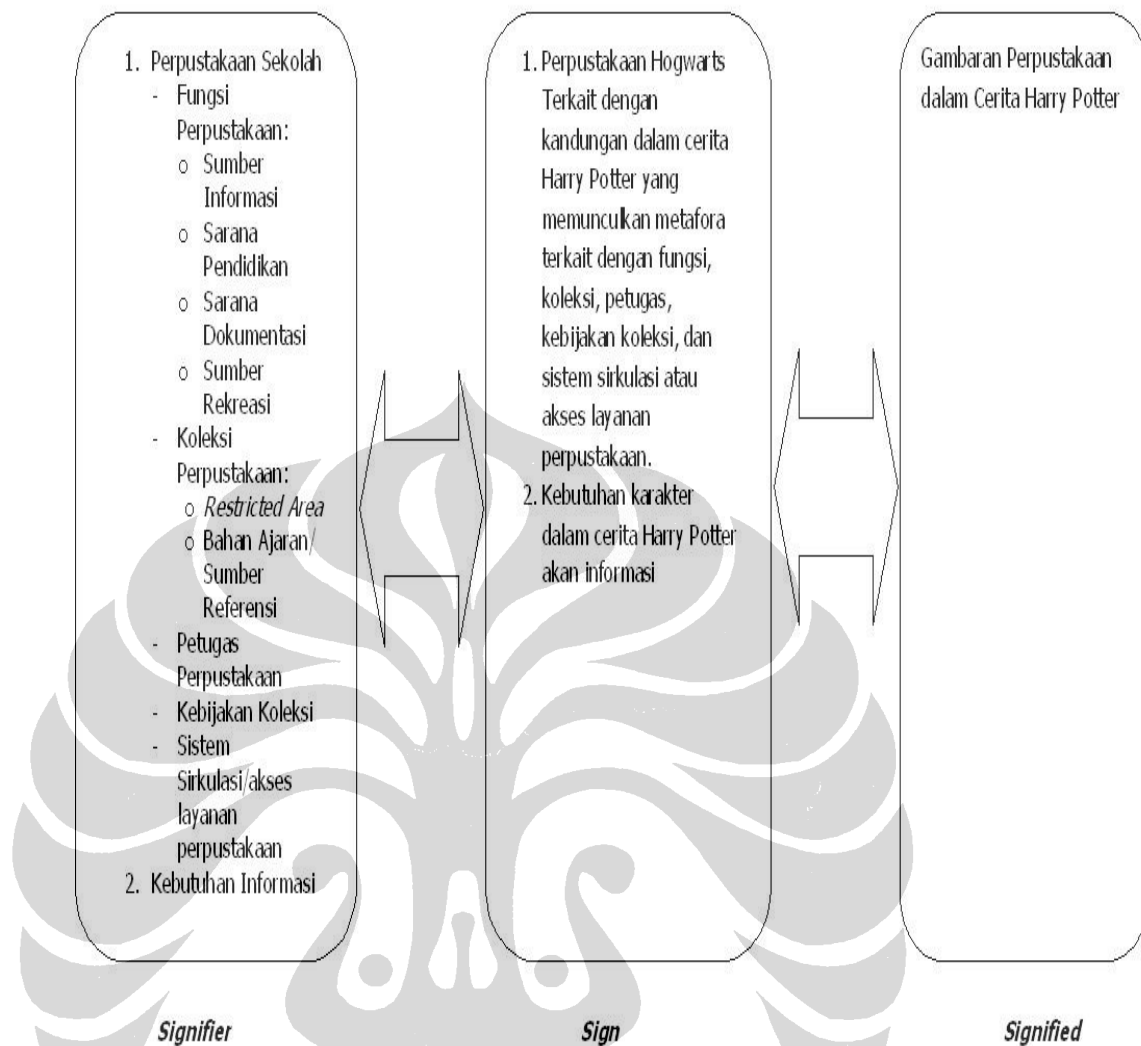 1. Perpustakaan Sekolah
- Fungsi
Perpustakaan:
o Sumber
Informasi
o Sarana
Pendidikan
o Sarana
Dokumentasi
o Sumber
Rekreasi
- Koleksi
Perpustakaan:
o Restricted Area
o Bahan Ajaran/
Sumber
Referensi
- Petugas
Perpustakaan
- Kebijakan Koleksi
- Sistem
Sirkulasi/akses
layanan
perpustakaan
2. Kebutuhan Informasi
Signifier
1. Perpustakaan Hogwarts
Terkait dengan
kandungan dalam cerita
Harry Potter yang
memunculkan metafora
terkait dengan fungsi,
koleksi, petugas,
kebijakan koleksi, dan
sistem sirkulasi atau
akses layanan
perpustakaan.
2. Kebutuhan karakter
dalam cerita Harry Potter
akan informasi
Sign
Gambaran Perpustakaan
dalam Cerita Harry Potter
Signified